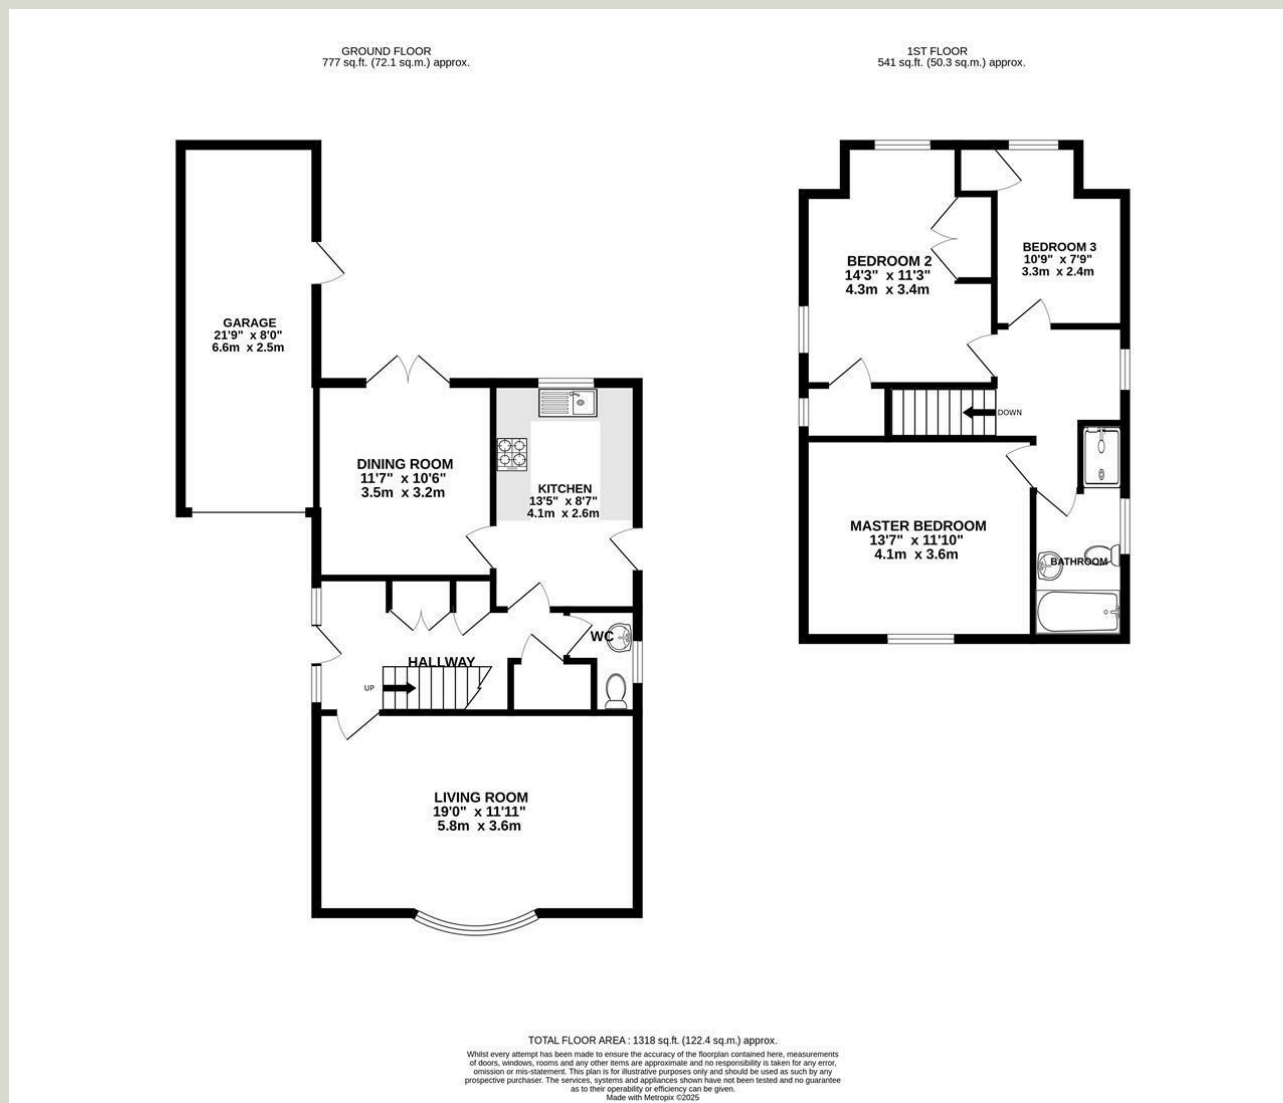 GROUND FLOOR
777 sq.ft. (72.1 sq.m.) approx.
1ST FLOOR
541 sq.ft. (50.3 sq.m.) approx.
GARAGE
21'9" x 8'0"
6.6m x 2.5m
DINING ROOM
11'7" x 10'6"
3.5m x 3.2m
KITCHEN
13'5" x 8'7"
4.1m x 2.6m
WC
HALLWAY
UP
LIVING ROOM
19'0" x 11'11"
5.8m x 3.6m
BEDROOM 2
14'3" x 11'3"
4.3m x 3.4m
BEDROOM 3
10'9" x 7'9"
3.3m x 2.4m
DOWN
MASTER BEDROOM
13'7" x 11'10"
4.1m x 3.6m
BATHROOM
TOTAL FLOOR AREA : 1318 sq.ft. (122.4 sq.m.) approx.
Whilst every attempt has been made to ensure the accuracy of the floorplan contained here, measurements
of doors, windows, rooms and any other items are approximate and no responsibility is taken for any error,
omission or mis-statement. This plan is for illustrative purposes only and should be used as such by any
prospective purchaser. The services, systems and appliances shown have not been tested and no guarantee
as to their operability or efficiency can be given.
Made with Metropix ©2025